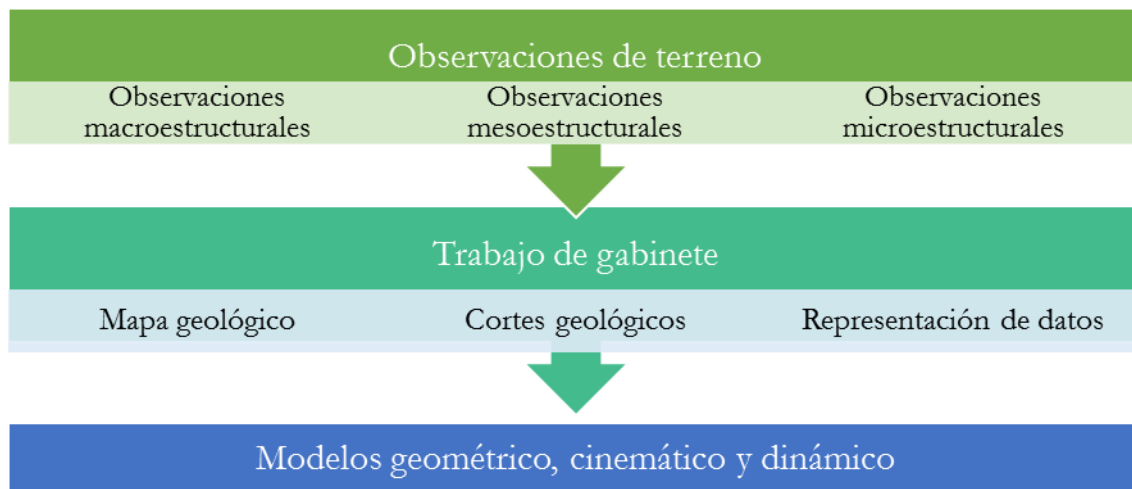 Observaciones de terreno
Observaciones
macroestructurales
Observaciones
mesoestructurales
Observaciones
microestructurales
Trabajo de gabinete
Mapa geológico
Cortes geológicos
Representación de datos
Modelos geométrico, cinemático y dinámico